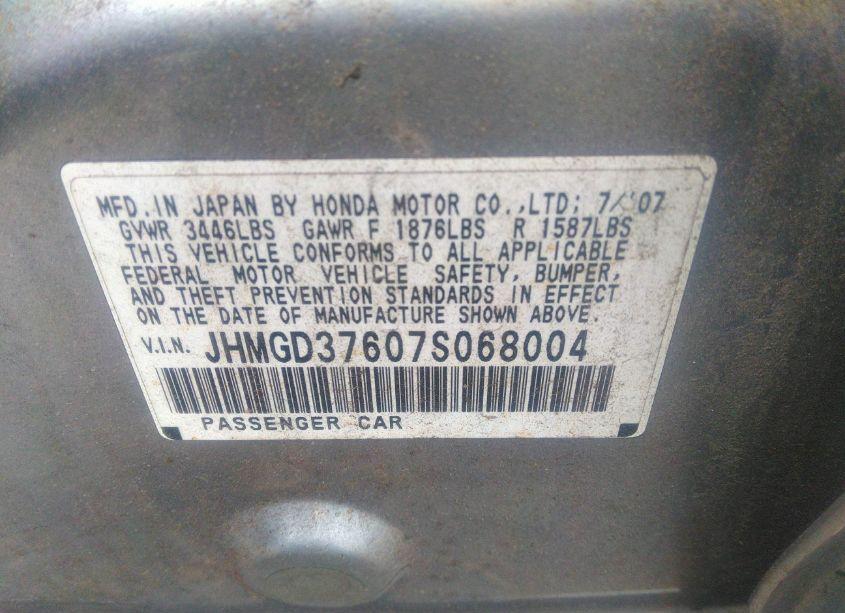 MFD. IN JAPAN BY HONDA MOTOR CO.,LTD; 7/'07
GVWR 3446LBS GAWR F 1876LBS R 1587LBS
THIS VEHICLE CONFORMS TO ALL APPLICABLE
FEDERAL MOTOR VEHICLE SAFETY, BUMPER,
AND THEFT PREVENTION STANDARDS IN EFFECT
ON THE DATE OF MANUFACTURE SHOWN ABOVE.
V.I.N. JHMGD37607S068004
PASSENGER CAR